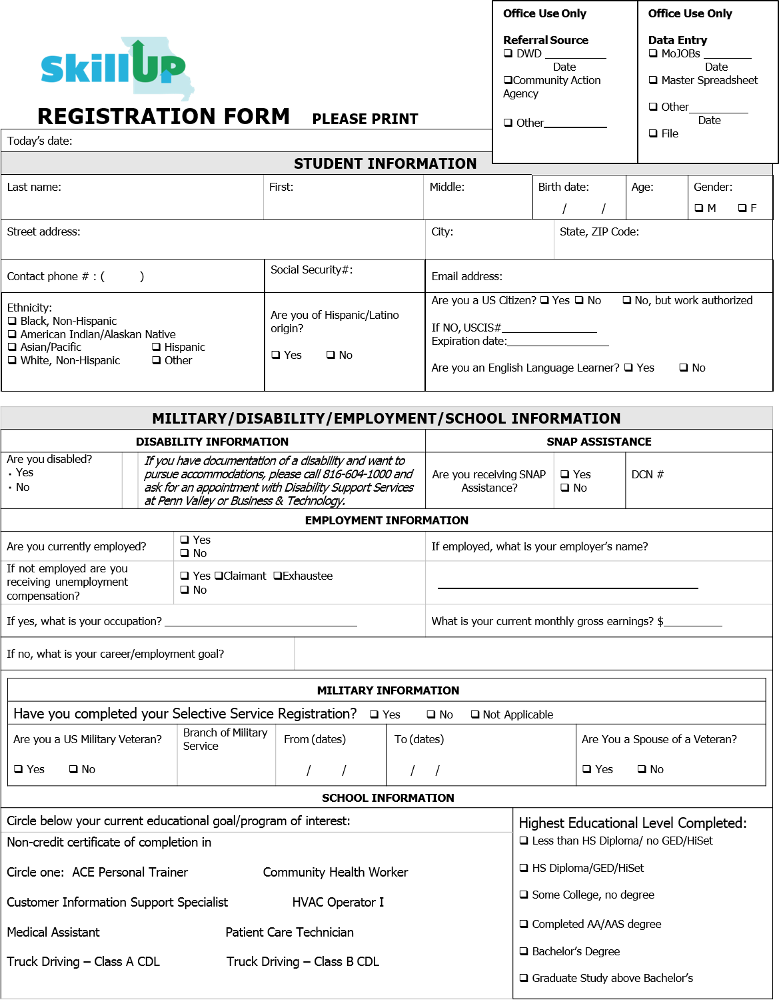 Office Use Only
Referral Source
❑ DWD __________
Date
❑Community Action
Agency
❑ Other__________
Office Use Only
Data Entry
❑ MoJOBs ________
Date
❑ Master Spreadsheet
❑ Other__________
Date
❑ File
SkillUP
REGISTRATION FORM PLEASE PRINT
Today's date:
STUDENT INFORMATION
Last name: First: Middle: Birth date: Age: Gender:
/ / ❑ M ❑ F
Street address: City: State, ZIP Code:
Contact phone # : ( ) Social Security#: Email address:
Ethnicity:
❑ Black, Non-Hispanic
❑ American Indian/Alaskan Native
❑ Asian/Pacific ❑ Hispanic
❑ White, Non-Hispanic ❑ Other
Are you of Hispanic/Latino
origin?
❑ Yes ❑ No
Are you a US Citizen? ❑ Yes ❑ No ❑ No, but work authorized
If NO, USCIS#________________
Expiration date:_________________
Are you an English Language Learner? ❑ Yes ❑ No
MILITARY/DISABILITY/EMPLOYMENT/SCHOOL INFORMATION
DISABILITY INFORMATION SNAP ASSISTANCE
Are you disabled?
. Yes
. No
If you have documentation of a disability and want to
pursue accommodations, please call 816-604-1000 and
ask for an appointment with Disability Support Services
at Penn Valley or Business & Technology.
Are you receiving SNAP
Assistance?
❑ Yes
❑ No
DCN #
EMPLOYMENT INFORMATION
Are you currently employed?
❑ Yes
❑ No
If employed, what is your employer's name?
If not employed are you
receiving unemployment
compensation?
❑ Yes ❑Claimant ❑Exhaustee
❑ No
__________________________________________
If yes, what is your occupation? ________________________________ What is your current monthly gross earnings? $__________
If no, what is your career/employment goal?
MILITARY INFORMATION
Have you completed your Selective Service Registration? ❑ Yes ❑ No ❑ Not Applicable
Are you a US Military Veteran?
❑ Yes ❑ No
Branch of Military
Service
From (dates)
/ /
To (dates)
/ /
Are You a Spouse of a Veteran?
❑ Yes ❑ No
SCHOOL INFORMATION
Circle below your current educational goal/program of interest:
Non-credit certificate of completion in
Circle one: ACE Personal Trainer Community Health Worker
Customer Information Support Specialist HVAC Operator I
Medical Assistant Patient Care Technician
Truck Driving – Class A CDL Truck Driving – Class B CDL
Highest Educational Level Completed:
❑ Less than HS Diploma/ no GED/HiSet
❑ HS Diploma/GED/HiSet
❑ Some College, no degree
❑ Completed AA/AAS degree
❑ Bachelor's Degree
❑ Graduate Study above Bachelor's